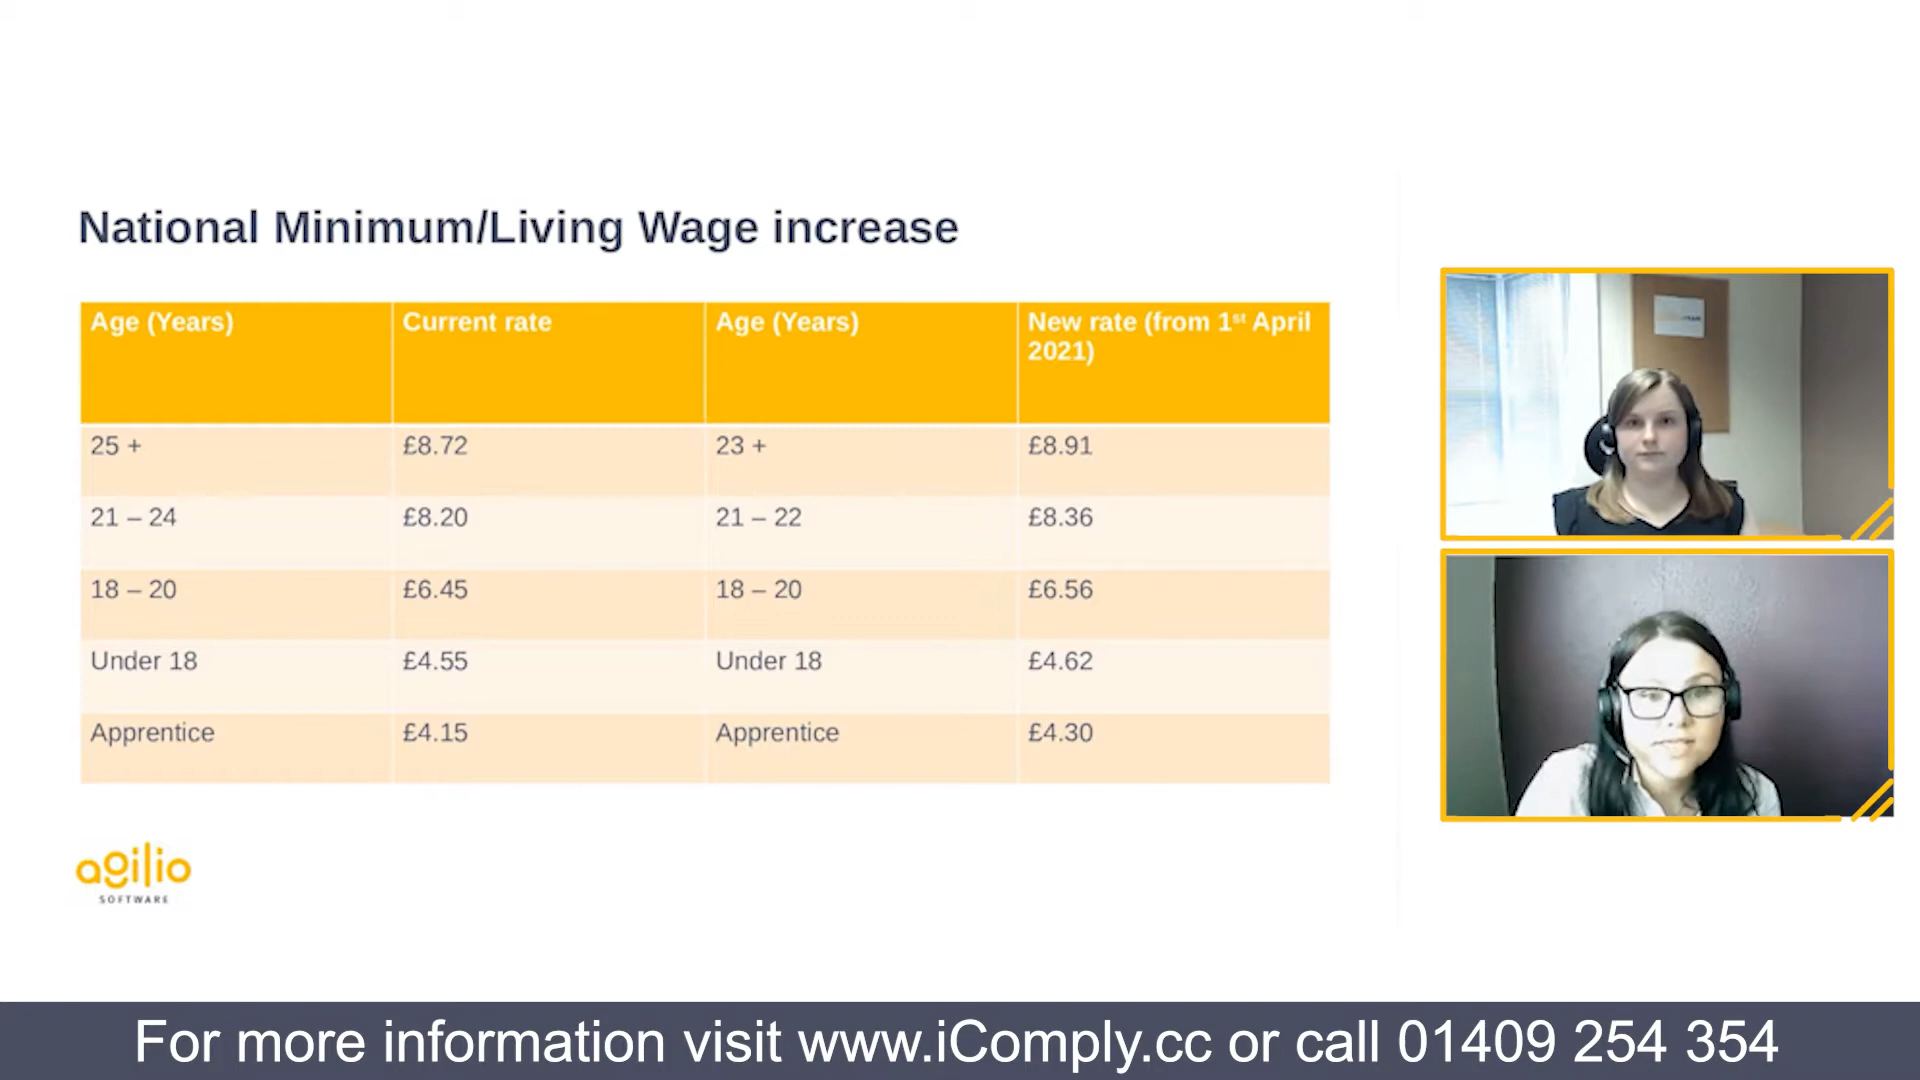 National Minimum/Living Wage increase
Age (Years) Current rate Age (Years) New rate (from 1st April
2021)
25 + £8.72 23 + £8.91
21 – 24 £8.20 21 – 22 £8.36
18 – 20 £6.45 18 – 20 £6.56
Under 18 £4.55 Under 18 £4.62
Apprentice £4.15 Apprentice £4.30
agilio
SOFTWARE
For more information visit www.iComply.cc or call 01409 254 354